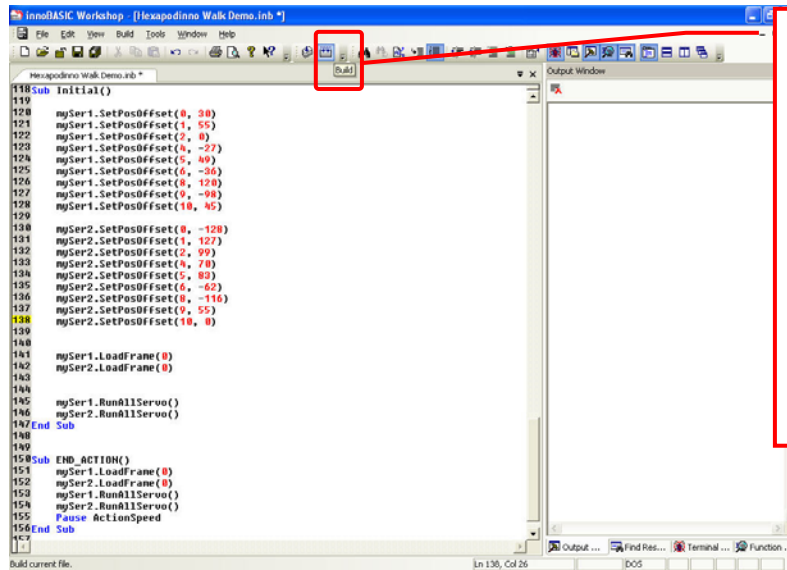 innoBASIC Workshop - [Hexapodinno Walk Demo.inb *]
File Edit View Build Tools Window Help
Build
Hexapodinno Walk Demo.inb *
Output Window
118 Sub Initial()
119
120 mySer1.SetPosOffset(0, 30)
121 mySer1.SetPosOffset(1, 55)
122 mySer1.SetPosOffset(2, 0)
123 mySer1.SetPosOffset(4, -27)
124 mySer1.SetPosOffset(5, 49)
125 mySer1.SetPosOffset(6, -36)
126 mySer1.SetPosOffset(8, 120)
127 mySer1.SetPosOffset(9, -98)
128 mySer1.SetPosOffset(10, 45)
129
130 mySer2.SetPosOffset(0, -128)
131 mySer2.SetPosOffset(1, 127)
132 mySer2.SetPosOffset(2, 99)
133 mySer2.SetPosOffset(4, 70)
134 mySer2.SetPosOffset(5, 83)
135 mySer2.SetPosOffset(6, -62)
136 mySer2.SetPosOffset(8, -116)
137 mySer2.SetPosOffset(9, 55)
138 mySer2.SetPosOffset(10, 0)
139
140
141 mySer1.LoadFrame(0)
142 mySer2.LoadFrame(0)
143
144
145 mySer1.RunAllServo()
146 mySer2.RunAllServo()
147 End Sub
148
149
150 Sub END_ACTION()
151 mySer1.LoadFrame(0)
152 mySer2.LoadFrame(0)
153 mySer1.RunAllServo()
154 mySer2.RunAllServo()
155 Pause ActionSpeed
156 End Sub
157
Output ... Find Res... Terminal ... Function .
Build current file. Ln 138, Col 26 DOS